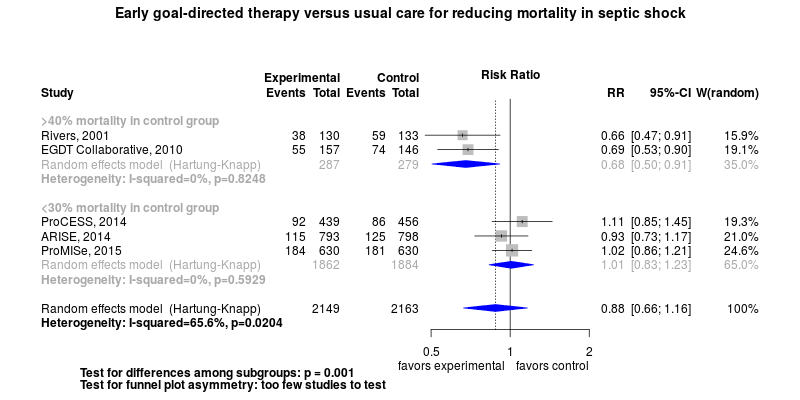 Early goal-directed therapy versus usual care for reducing mortality in septic shock
Experimental Control Risk Ratio
Study Events Total Events Total RR 95%-CI W(random)
>40% mortality in control group
Rivers, 2001 38 130 59 133 0.66 [0.47; 0.91] 15.9%
EGDT Collaborative, 2010 55 157 74 146 0.69 [0.53; 0.90] 19.1%
Random effects model (Hartung-Knapp) 287 279 0.68 [0.50; 0.91] 35.0%
Heterogeneity: I-squared=0%, p=0.8248
<30% mortality in control group
ProCESS, 2014 92 439 86 456 1.11 [0.85; 1.45] 19.3%
ARISE, 2014 115 793 125 798 0.93 [0.73; 1.17] 21.0%
ProMISe, 2015 184 630 181 630 1.02 [0.86; 1.21] 24.6%
Random effects model (Hartung-Knapp) 1862 1884 1.01 [0.83; 1.23] 65.0%
Heterogeneity: I-squared=0%, p=0.5929
Random effects model (Hartung-Knapp) 2149 2163 0.88 [0.66; 1.16] 100%
Heterogeneity: I-squared=65.6%, p=0.0204
0.5 1 2
favors experimental favors control
Test for differences among subgroups: p = 0.001
Test for funnel plot asymmetry: too few studies to test